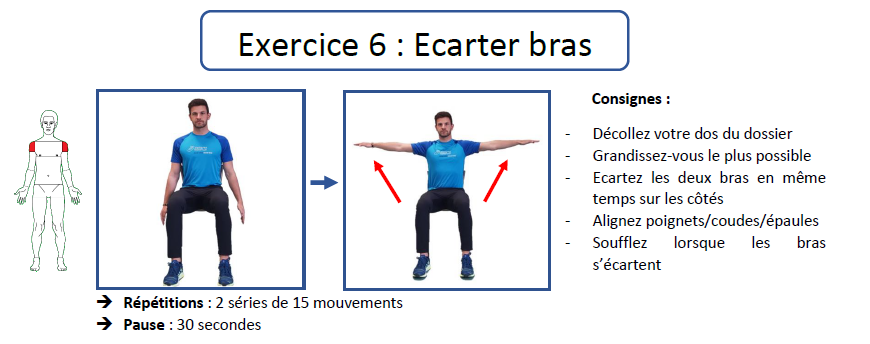 Exercice 6 : Ecarter bras
Consignes :
- Décollez votre dos du dossier
- Grandissez-vous le plus possible
- Ecartez les deux bras en même
temps sur les côtés
- Alignez poignets/coudes/épaules
- Soufflez lorsque les bras
s’écartent
➔ Répétitions : 2 séries de 15 mouvements
➔ Pause : 30 secondes